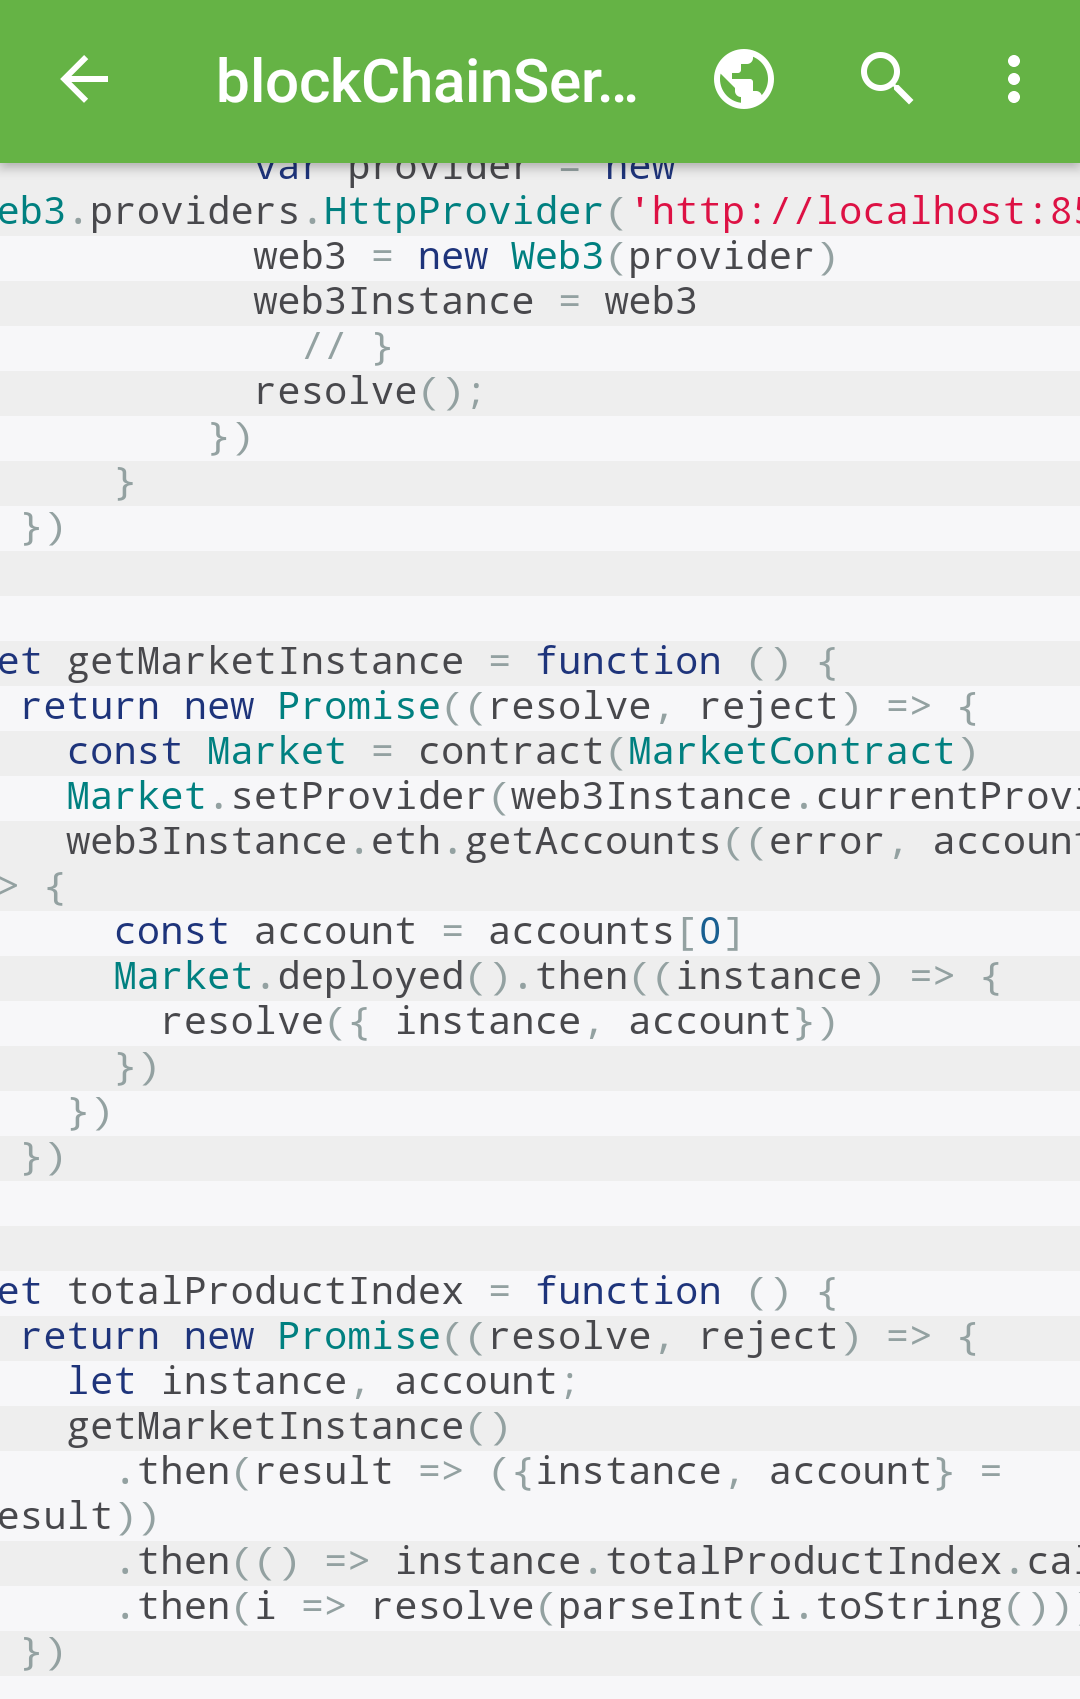 blockChainSer...
var provider = new
eb3.providers.HttpProvider('http://localhost:85
web3 = new Web3(provider)
web3Instance = web3
// }
resolve();
})
}
})
et getMarketInstance = function () {
return new Promise((resolve, reject) => {
const Market = contract(MarketContract)
Market.setProvider(web3Instance.currentProvi
web3Instance.eth.getAccounts((error, account
> {
const account = accounts[0]
Market.deployed().then((instance) => {
resolve({ instance, account})
})
})
})
et totalProductIndex = function () {
return new Promise((resolve, reject) => {
let instance, account;
getMarketInstance()
.then(result => ({instance, account} =
esult))
.then(() => instance.totalProductIndex.cal
.then(i => resolve(parseInt(i.toString()))
})